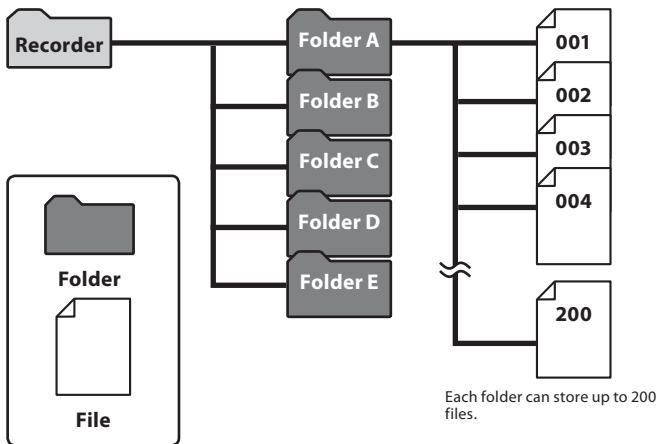 Recorder
Folder A
Folder B
Folder C
Folder D
Folder E
001
002
003
004
200
Folder
File
Each folder can store up to 200
files.